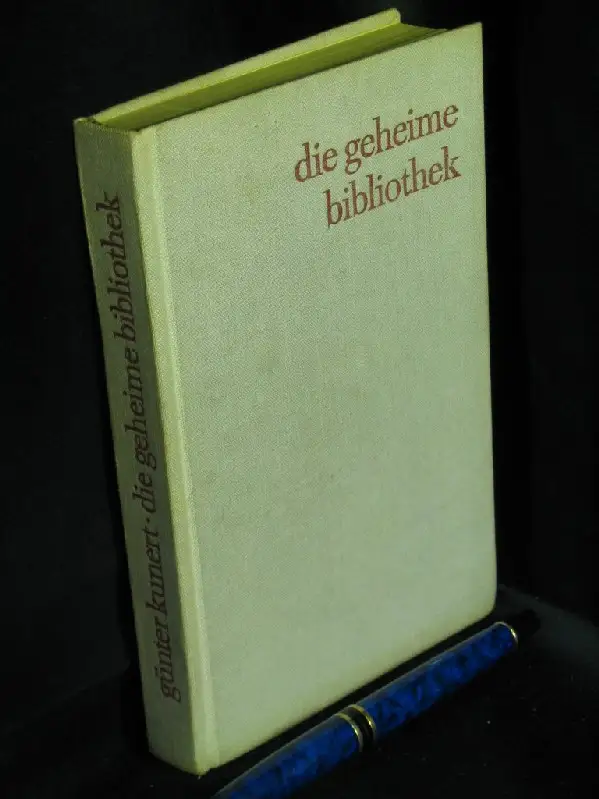 die geheime
bibliothek
günter kunert · die geheime bibliothek